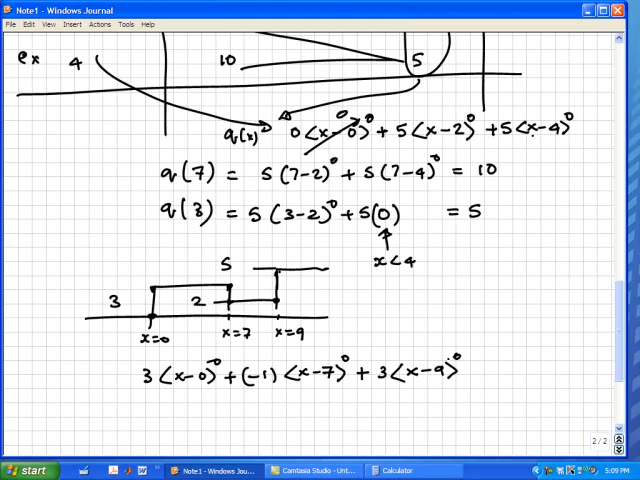 Note1 - Windows Journal
File Edit View Insert Actions Tools Help
ex 4 10 5
q(x) 0<x-0>⁰ + 5<x-2>⁰ + 5<x-4>⁰
0
q(7) = 5(7-2)⁰ + 5(7-4)⁰ = 10
q(3) = 5(3-2)⁰ + 5(0) = 5
x<4
5
3 2
x=0 x=7 x=9
3<x-0>⁰ + (-1)<x-7>⁰ + 3<x-9>⁰
2 / 2
start Note1 - Windows Jou... Camtasia Studio - Unt... Calculator 5:09 PM